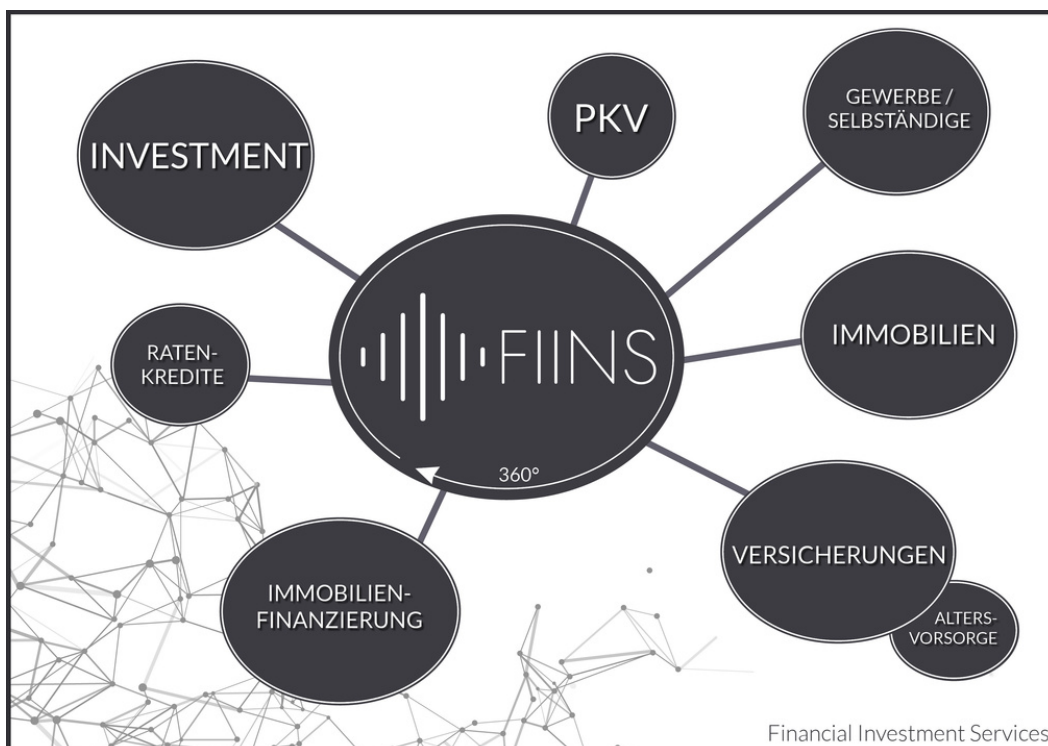 INVESTMENT
PKV
GEWERBE /
SELBSTÄNDIGE
RATEN-
KREDITE
FIINS
360°
IMMOBILIEN
IMMOBILIEN-
FINANZIERUNG
VERSICHERUNGEN
ALTERS-
VORSORGE
Financial Investment Services